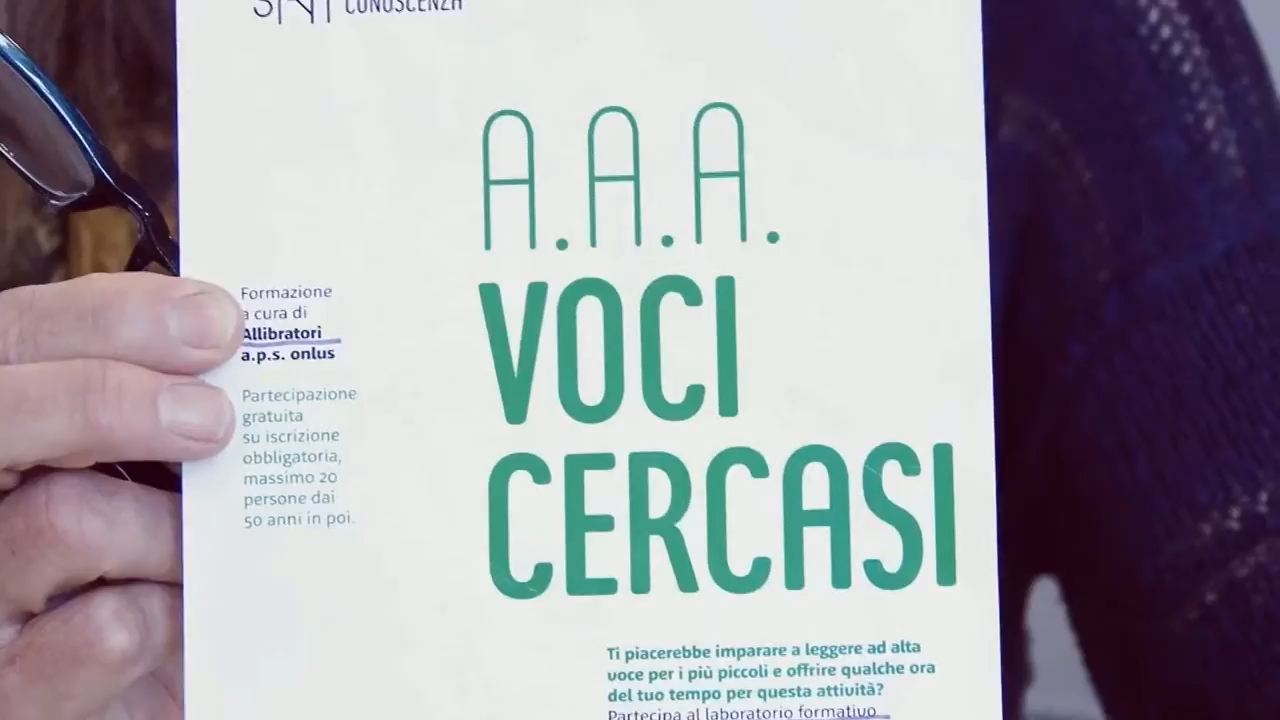 CONOSCENZA
A.A.A.
VOCI
CERCASI
Formazione
a cura di
Allibratori
a.p.s. onlus
Partecipazione
gratuita
su iscrizione
obbligatoria,
massimo 20
persone dai
50 anni in poi.
Ti piacerebbe imparare a leggere ad alta
voce per i più piccoli e offrire qualche ora
del tuo tempo per questa attività?
Partecipa al laboratorio formativo